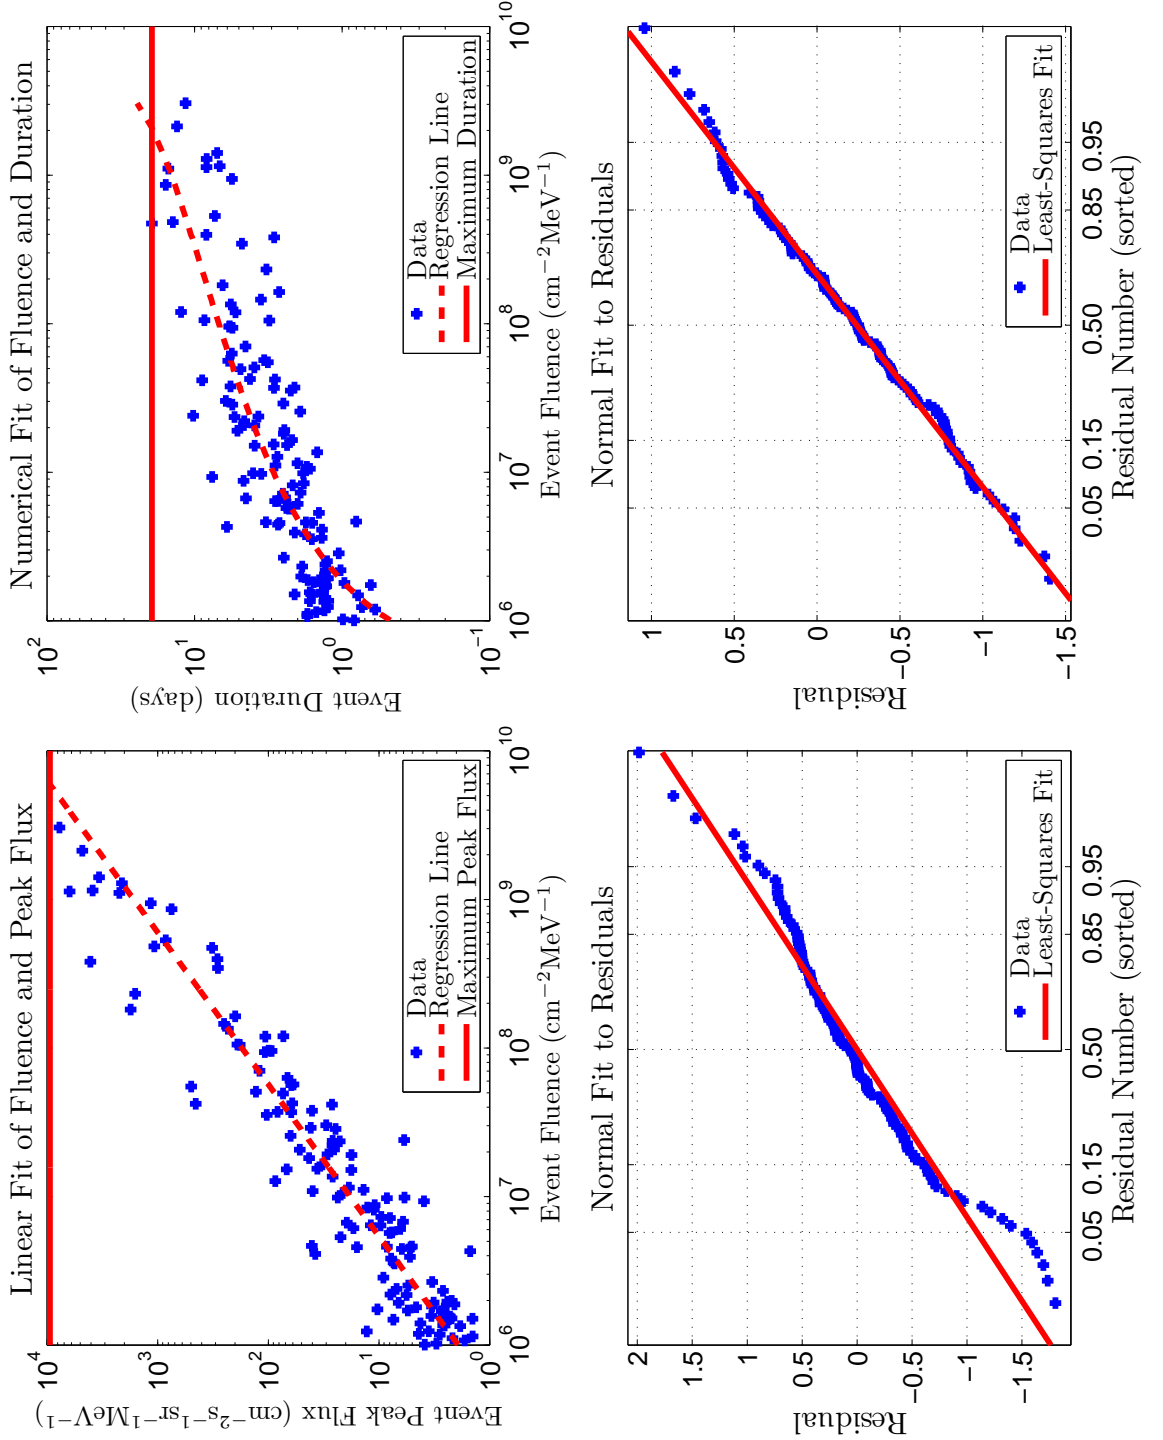 Linear Fit of Fluence and Peak Flux
Event Peak Flux (cm⁻²s⁻¹sr⁻¹MeV⁻¹)
10⁴
10³
10²
10¹
10⁰
10⁶ 10⁷ 10⁸ 10⁹ 10¹⁰
Event Fluence (cm⁻²MeV⁻¹)
Data
Regression Line
Maximum Peak Flux
Numerical Fit of Fluence and Duration
Event Duration (days)
10²
10¹
10⁰
10⁻¹
10⁶ 10⁷ 10⁸ 10⁹ 10¹⁰
Event Fluence (cm⁻²MeV⁻¹)
Data
Regression Line
Maximum Duration
Normal Fit to Residuals
Residual
2
1.5
1
0.5
0
−0.5
−1
−1.5
0.05 0.15 0.50 0.85 0.95
Residual Number (sorted)
Data
Least-Squares Fit
Normal Fit to Residuals
Residual
1
0.5
0
−0.5
−1
−1.5
0.05 0.15 0.50 0.85 0.95
Residual Number (sorted)
Data
Least-Squares Fit